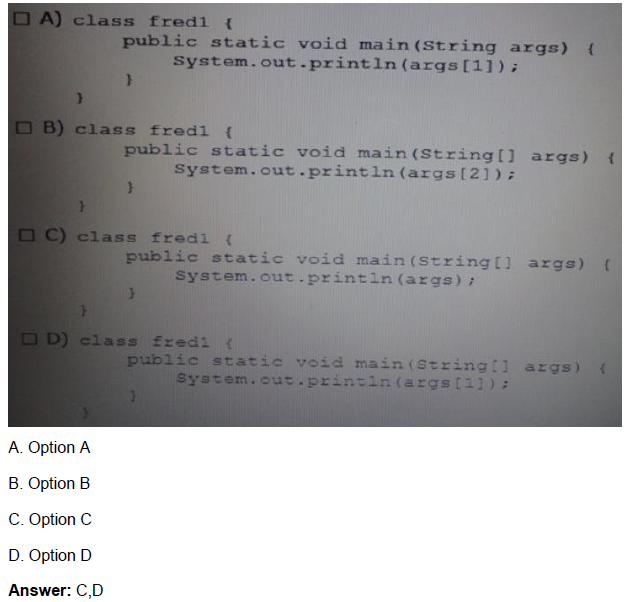 A) class fred1 {
public static void main(String args) {
System.out.println(args[1]);
}
}
B) class fred1 {
public static void main(String[] args) {
System.out.println(args[2]);
}
}
C) class fred1 {
public static void main(String[] args) {
System.out.println(args);
}
}
D) class fred1 {
public static void main(String[] args) {
System.out.println(args[1]);
}
}
A. Option A
B. Option B
C. Option C
D. Option D
Answer: C,D